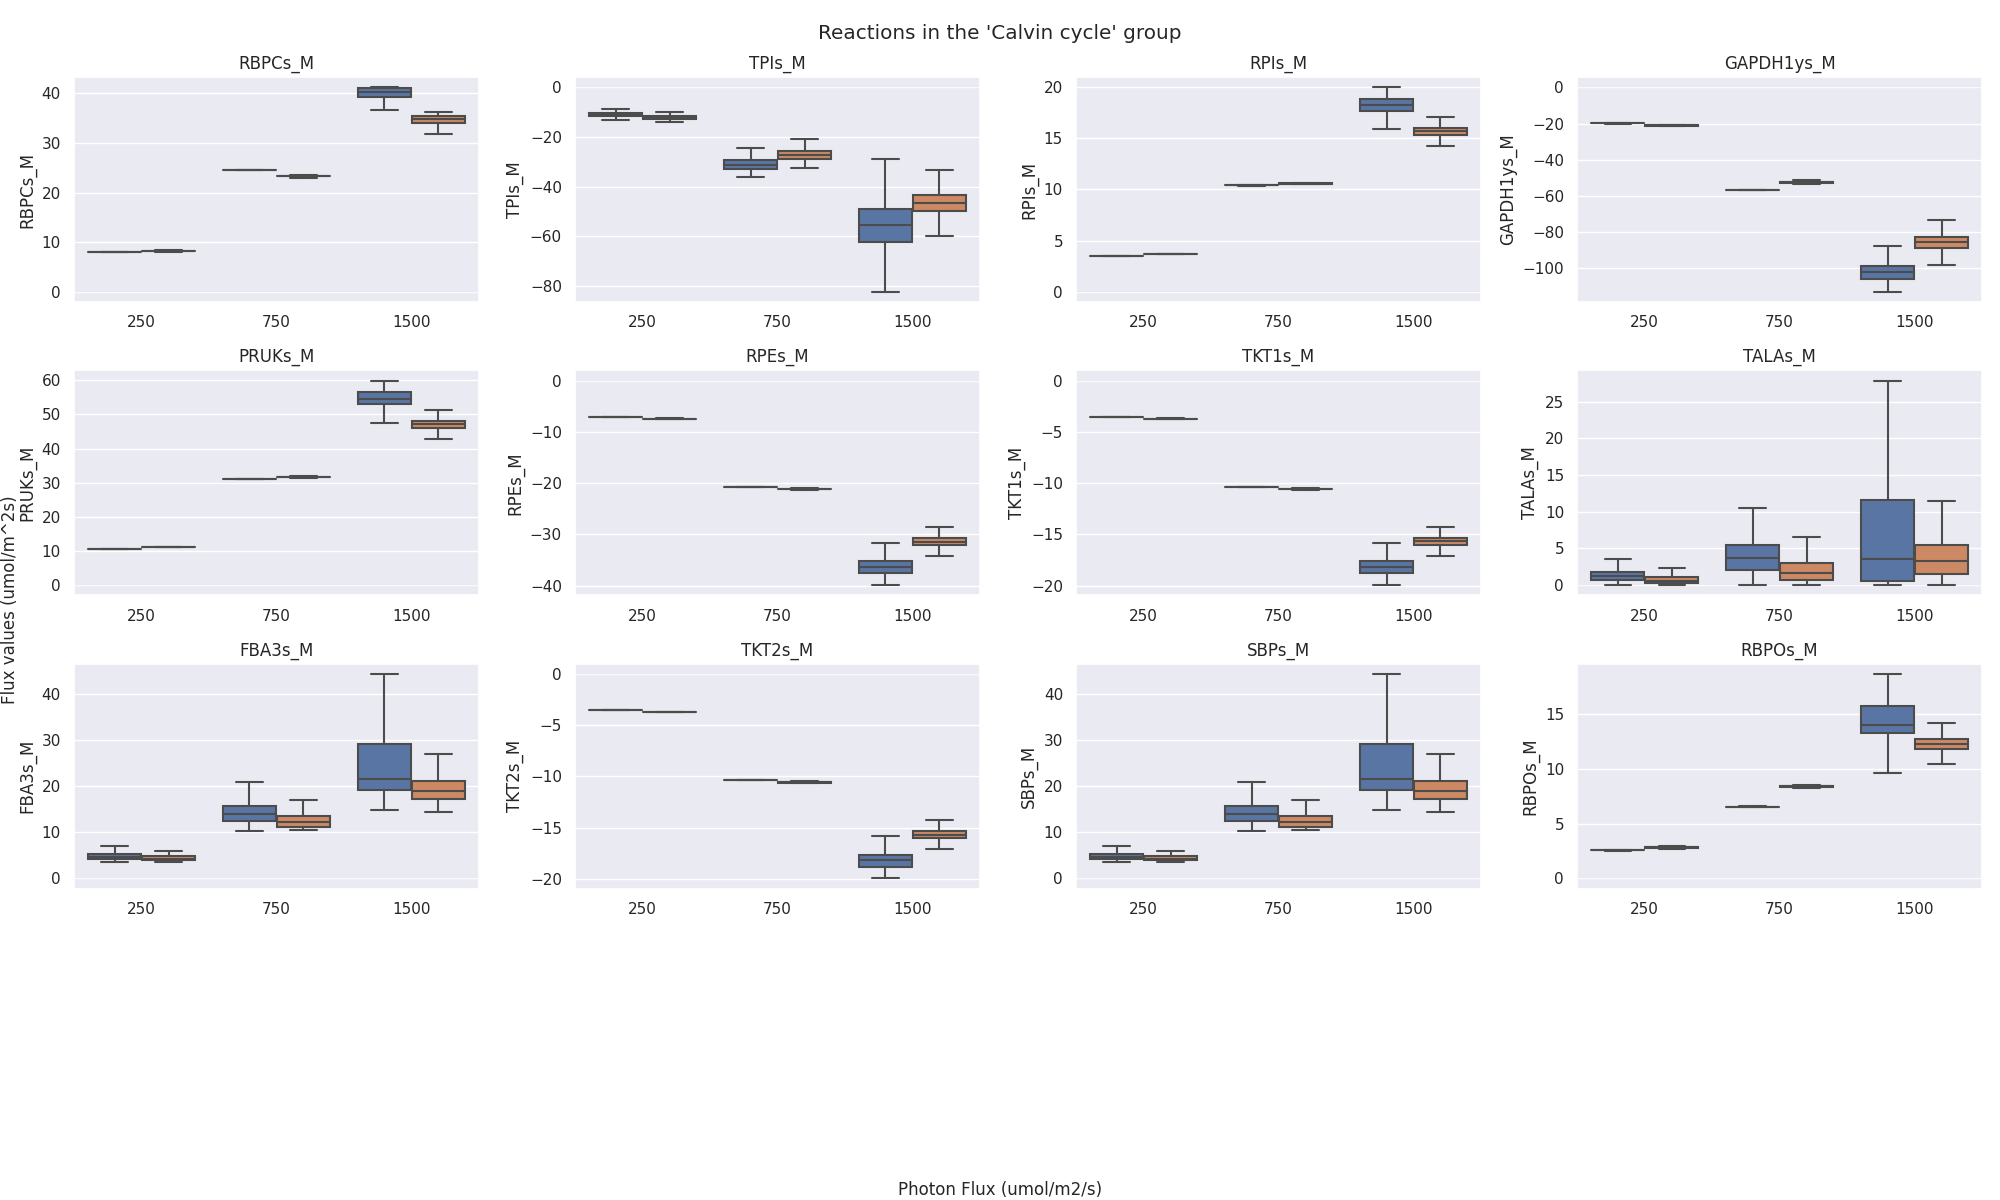 Reactions in the 'Calvin cycle' group
RBPCs_M
TPIs_M
RPIs_M
GAPDH1ys_M
RBPCs_M
40
30
20
10
0
250 750 1500
TPIs_M
0
−20
−40
−60
−80
250 750 1500
RPIs_M
20
15
10
5
0
250 750 1500
GAPDH1ys_M
0
−20
−40
−60
−80
−100
250 750 1500
PRUKs_M
RPEs_M
TKT1s_M
TALAs_M
PRUKs_M
60
50
40
30
20
10
0
250 750 1500
RPEs_M
0
−10
−20
−30
−40
250 750 1500
TKT1s_M
0
−5
−10
−15
−20
250 750 1500
TALAs_M
25
20
15
10
5
0
250 750 1500
Flux values (umol/m^2s)
FBA3s_M
TKT2s_M
SBPs_M
RBPOs_M
FBA3s_M
40
30
20
10
0
250 750 1500
TKT2s_M
0
−5
−10
−15
−20
250 750 1500
SBPs_M
40
30
20
10
0
250 750 1500
RBPOs_M
15
10
5
0
250 750 1500
Photon Flux (umol/m2/s)